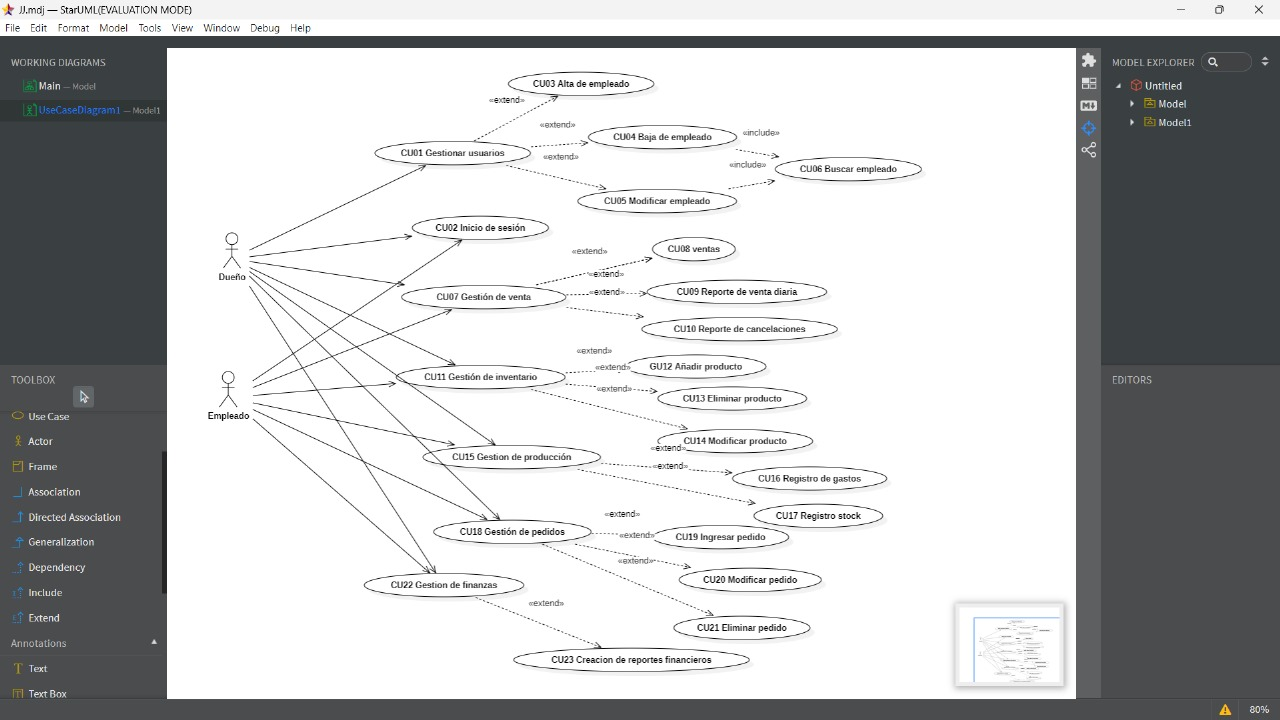 JJ.mdj — StarUML(EVALUATION MODE)
File Edit Format Model Tools View Window Debug Help
WORKING DIAGRAMS
Main — Model
UseCaseDiagram1 — Model1
TOOLBOX
Use Case
Actor
Frame
Association
Directed Association
Generalization
Dependency
Include
Extend
Annotations
Text
Text Box
CU03 Alta de empleado
«extend»
«extend»
CU04 Baja de empleado
«include»
CU01 Gestionar usuarios
«extend»
«include»
CU06 Buscar empleado
CU05 Modificar empleado
CU02 Inicio de sesión
Dueño
«extend»
CU08 ventas
«extend»
CU07 Gestión de venta
«extend»
CU09 Reporte de venta diaria
CU10 Reporte de cancelaciones
«extend»
«extend»
GU12 Añadir producto
CU11 Gestión de inventario
«extend»
CU13 Eliminar producto
Empleado
CU14 Modificar producto
«extend»
CU15 Gestion de producción
«extend»
CU16 Registro de gastos
CU17 Registro stock
«extend»
CU18 Gestión de pedidos
«extend»
CU19 Ingresar pedido
«extend»
CU20 Modificar pedido
CU22 Gestion de finanzas
«extend»
CU21 Eliminar pedido
CU23 Creacion de reportes financieros
MODEL EXPLORER
Untitled
Model
Model1
EDITORS
80%